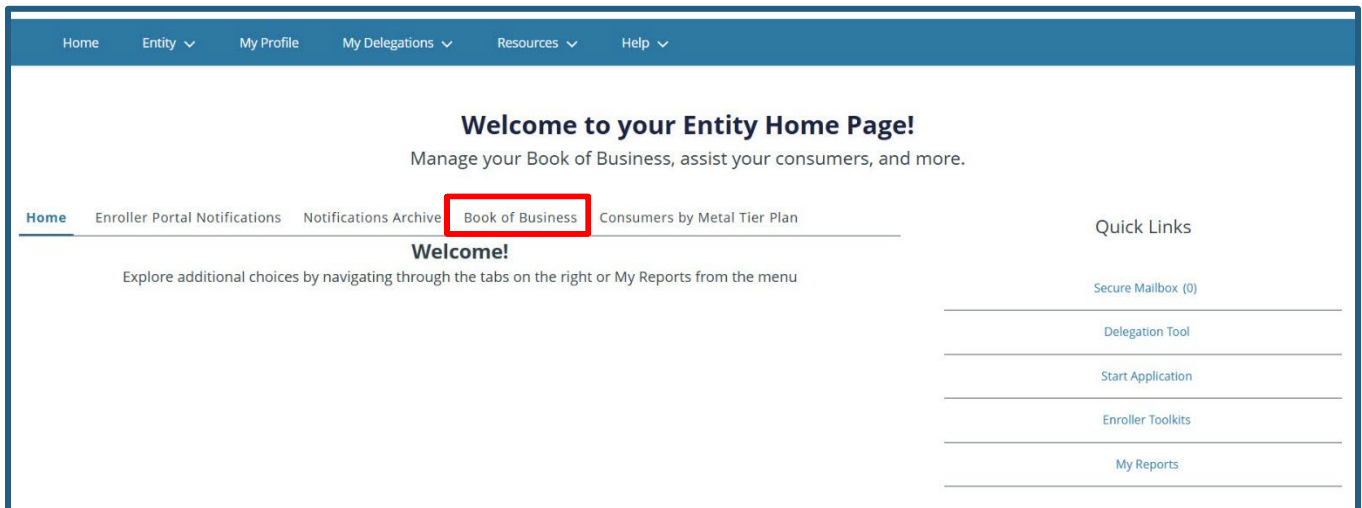 Home Entity My Profile My Delegations Resources Help
Welcome to your Entity Home Page!
Manage your Book of Business, assist your consumers, and more.
Home Enroller Portal Notifications Notifications Archive Book of Business Consumers by Metal Tier Plan
Welcome!
Explore additional choices by navigating through the tabs on the right or My Reports from the menu
Quick Links
Secure Mailbox (0)
Delegation Tool
Start Application
Enroller Toolkits
My Reports